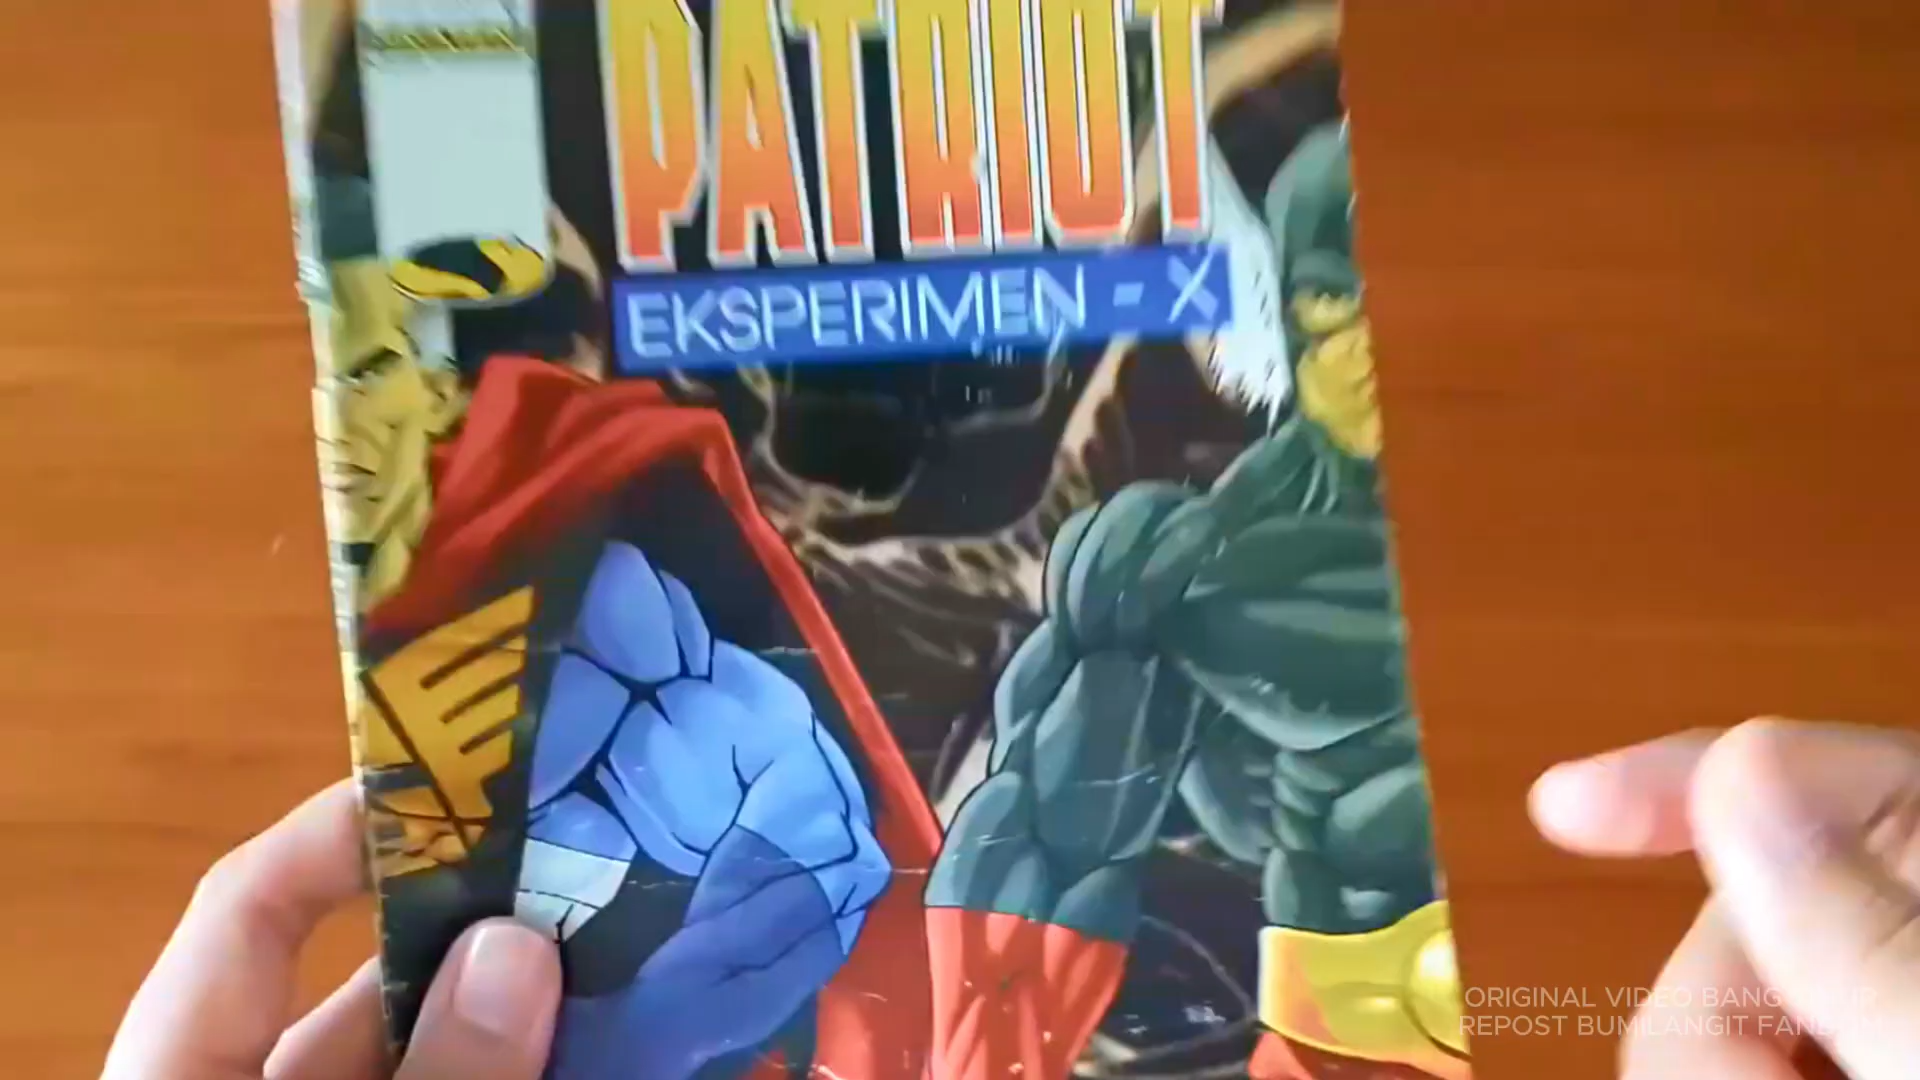 PATRIOT
EKSPERIMEN - X
ORIGINAL VIDEO BANG
REPOST BUMILANGIT